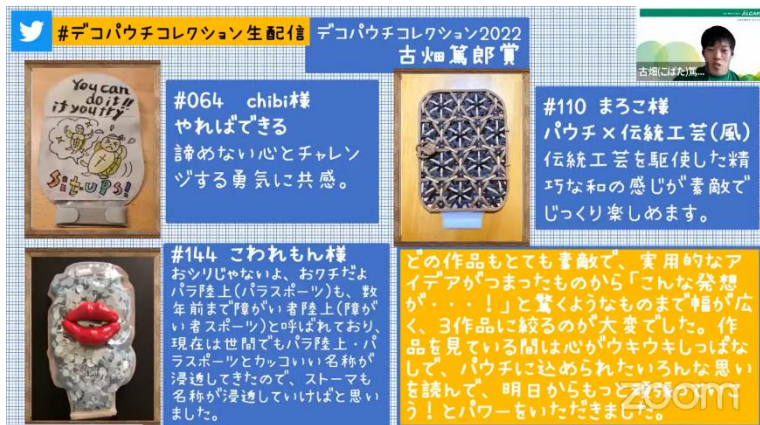 #デコパウチコレクション生配信
デコパウチコレクション2022
古畑篤郎賞
古畑(こばた)篤...
You can
do it!!
if you try
Sit-ups!
#064 chibi様
やればできる
諦めない心とチャレン
ジする勇気に共感。
#110 まろこ様
パウチ×伝統工芸(風)
伝統工芸を駆使した精
巧な和の感じが素敵で
じっくり楽しめます。
#144 こわれもん様
おシリじゃないよ、おワチだよ
パラ陸上(パラスポーツ)も、数
年前まで障がい者陸上(障が
い者スポーツ)と呼ばれており、
現在は世間でもパラ陸上・パ
ラスポーツとカッコいい名称が
浸透してきたので、ストーマも
名称が浸透していけばと思い
ました。
どの作品もとても素敵で、実用的なア
イデアがつまったものから「こんな発想
が・・・!」と驚くようなものまで幅が広
く、3作品に絞るのが大変でした。作
品を見ている間は心がウキウキしっぱな
しで、パウチに込められたいろんな思い
を読んで、明日からもっと頑張っていこ
う!とパワーをいただきました。
zoom